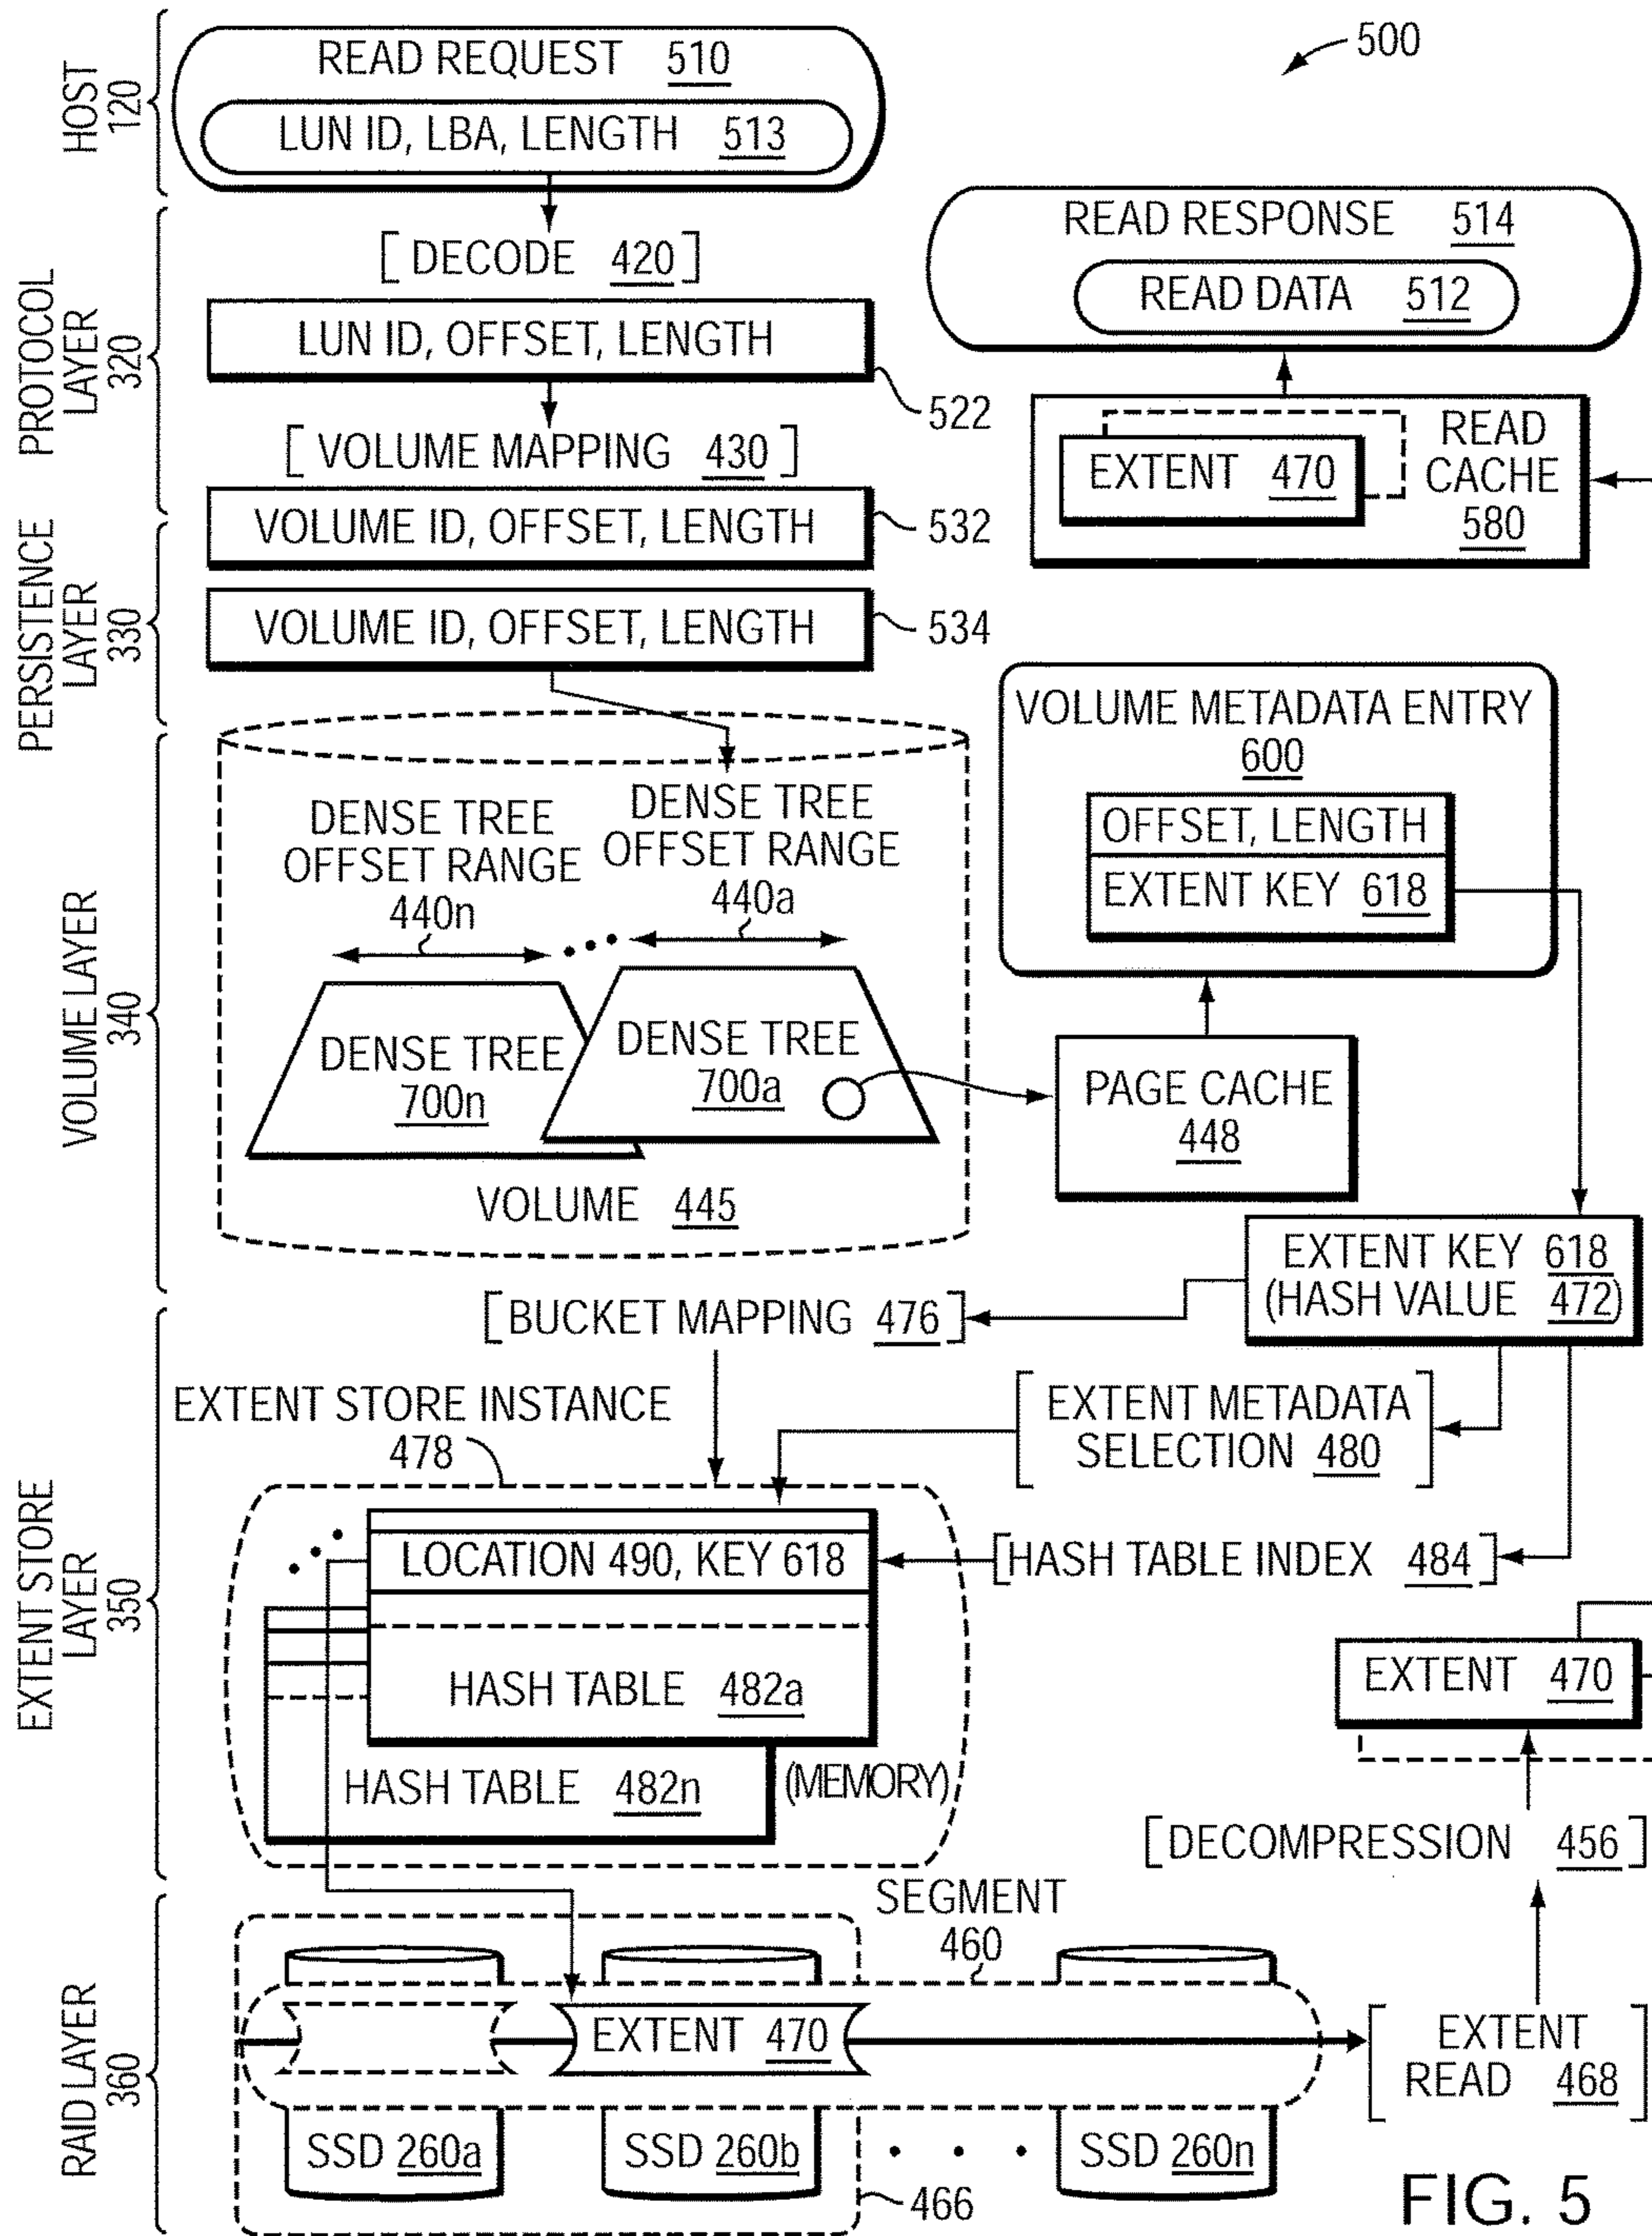 500
HOST
120
READ REQUEST 510
LUN ID, LBA, LENGTH 513
PROTOCOL
LAYER
320
[DECODE 420]
LUN ID, OFFSET, LENGTH
522
[VOLUME MAPPING 430]
READ RESPONSE 514
READ DATA 512
EXTENT 470
READ
CACHE
580
PERSISTENCE
LAYER
330
VOLUME ID, OFFSET, LENGTH
532
VOLUME ID, OFFSET, LENGTH
534
VOLUME LAYER
340
DENSE TREE
OFFSET RANGE
440n
DENSE TREE
OFFSET RANGE
440a
DENSE TREE
700n
DENSE TREE
700a
VOLUME 445
VOLUME METADATA ENTRY
600
OFFSET, LENGTH
EXTENT KEY 618
PAGE CACHE
448
EXTENT KEY 618
(HASH VALUE 472)
EXTENT STORE
LAYER
350
[BUCKET MAPPING 476]
EXTENT STORE INSTANCE
478
[EXTENT METADATA
SELECTION 480]
LOCATION 490, KEY 618
[HASH TABLE INDEX 484]
HASH TABLE 482a
HASH TABLE 482n
(MEMORY)
EXTENT 470
[DECOMPRESSION 456]
RAID LAYER
360
SEGMENT
460
EXTENT 470
[EXTENT
READ 468]
SSD 260a
SSD 260b
. . .
SSD 260n
466
FIG. 5